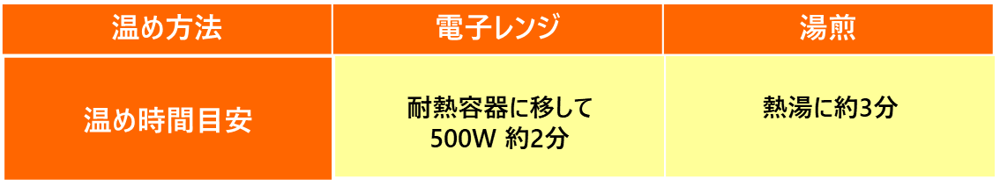 温め方法
電子レンジ
湯煎
温め時間目安
耐熱容器に移して
500W 約2分
熱湯に約3分